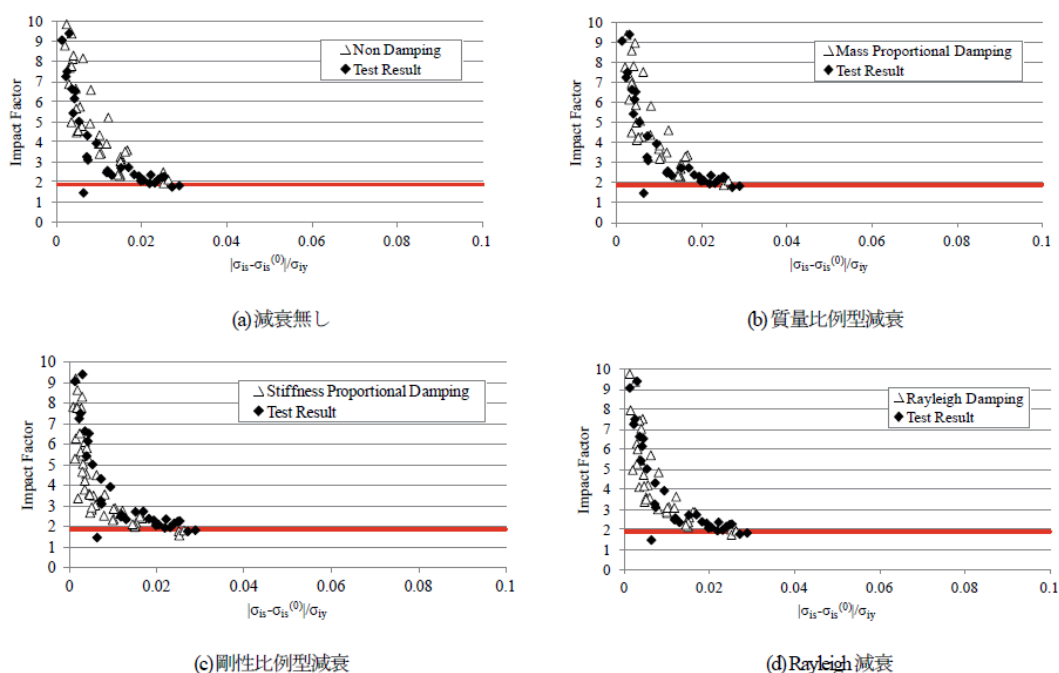 10
9
8
7
6
5
4
3
2
1
0
Impact Factor
△ Non Damping
◆ Test Result
0 0.02 0.04 0.06 0.08 0.1
|σis-σis(0)|/σiy
(a) 減衰無し
10
9
8
7
6
5
4
3
2
1
0
Impact Factor
△ Mass Proportional Damping
◆ Test Result
0 0.02 0.04 0.06 0.08 0.1
|σis-σis(0)|/σiy
(b) 質量比例型減衰
10
9
8
7
6
5
4
3
2
1
0
Impact Factor
△ Stiffness Proportional Damping
◆ Test Result
0 0.02 0.04 0.06 0.08 0.1
|σis-σis(0)|/σiy
(c) 剛性比例型減衰
10
9
8
7
6
5
4
3
2
1
0
Impact Factor
△ Rayleigh Damping
◆ Test Result
0 0.02 0.04 0.06 0.08 0.1
|σis-σis(0)|/σiy
(d) Rayleigh 減衰